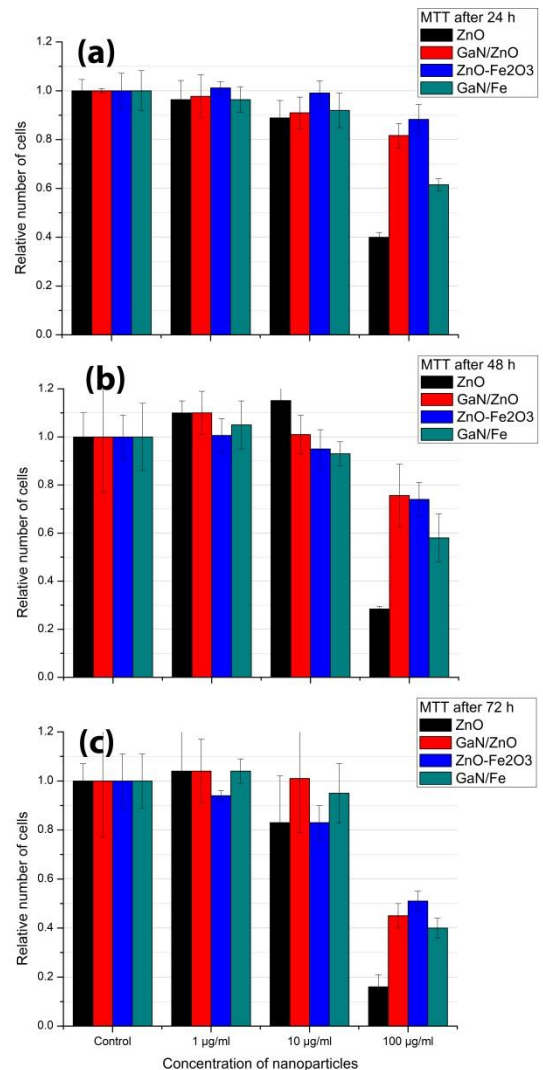 MTT after 24 h
ZnO
GaN/ZnO
ZnO-Fe2O3
GaN/Fe
(a)
1.2
1.0
0.8
0.6
0.4
0.2
0.0
Relative number of cells
MTT after 48 h
ZnO
GaN/ZnO
ZnO-Fe2O3
GaN/Fe
(b)
1.2
1.0
0.8
0.6
0.4
0.2
0.0
Relative number of cells
MTT after 72 h
ZnO
GaN/ZnO
ZnO-Fe2O3
GaN/Fe
(c)
1.2
1.0
0.8
0.6
0.4
0.2
0.0
Relative number of cells
Control 1 µg/ml 10 µg/ml 100 µg/ml
Concentration of nanoparticles